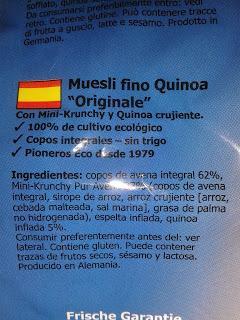 soffiato, quinoa
Da consumarsi preferibilmente entro: vedi
retro. Contiene glutine. Può contenere tracce
di frutta a guscio, latte e sesamo. Prodotto in
Germania.
Muesli fino Quinoa
"Originale"
Con Mini-Krunchy y Quinoa crujiente.
✓ 100% de cultivo ecológico
✓ Copos integrales – sin trigo
✓ Pioneros Eco desde 1979
Ingredientes: copos de avena integral 62%,
Mini-Krunchy Pur Avena (copos de avena
integral, sirope de arroz, arroz crujiente [arroz,
cebada malteada, sal marina], grasa de palma
no hidrogenada), espelta inflada, quinoa
inflada 5%.
Consumir preferentemente antes del: ver
lateral. Contiene gluten. Puede contener
trazas de frutos secos, sésamo y lactosa.
Producido en Alemania.
Frische Garantie